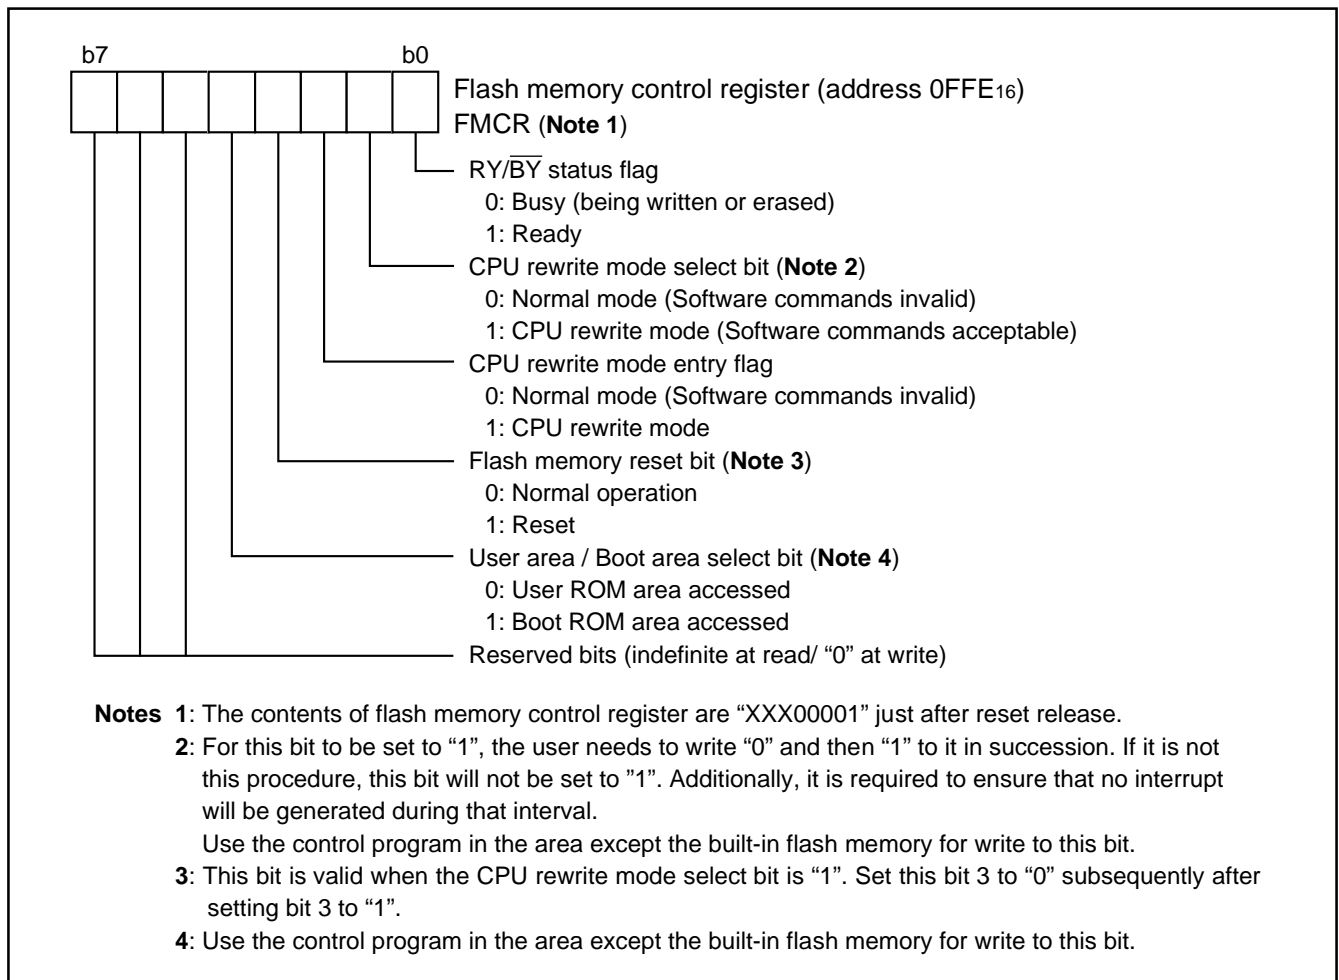 b7 b0
Flash memory control register (address 0FFE16)
FMCR (Note 1)
RY/BY status flag
0: Busy (being written or erased)
1: Ready
CPU rewrite mode select bit (Note 2)
0: Normal mode (Software commands invalid)
1: CPU rewrite mode (Software commands acceptable)
CPU rewrite mode entry flag
0: Normal mode (Software commands invalid)
1: CPU rewrite mode
Flash memory reset bit (Note 3)
0: Normal operation
1: Reset
User area / Boot area select bit (Note 4)
0: User ROM area accessed
1: Boot ROM area accessed
Reserved bits (indefinite at read/ “0” at write)
Notes 1: The contents of flash memory control register are “XXX00001” just after reset release.
2: For this bit to be set to “1”, the user needs to write “0” and then “1” to it in succession. If it is not
this procedure, this bit will not be set to ”1”. Additionally, it is required to ensure that no interrupt
will be generated during that interval.
Use the control program in the area except the built-in flash memory for write to this bit.
3: This bit is valid when the CPU rewrite mode select bit is “1”. Set this bit 3 to “0” subsequently after
setting bit 3 to “1”.
4: Use the control program in the area except the built-in flash memory for write to this bit.